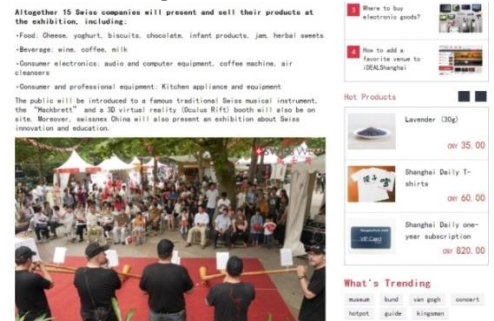 Altogether 15 Swiss companies will present and sell their products at
the exhibition, including:
·Food: Cheese, yoghurt, biscuits, chocolate, infant products, jam, herbal sweets
·Beverage: wine, coffee, milk
·Consumer electronics: audio and computer equipment, coffee machine, air
cleansers
·Consumer and professional equipment. Kitchen appliance and equipment
The public will be introduced to a famous traditional Swiss musical instrument,
the “Hackbrett” and a 3D virtual reality (Oculus Rift) booth will also be on
site. Moreover, swissnex China will also present an exhibition about Swiss
innovation and education.
3
Where to buy
electronic goods?
4
How to add a
favorite venue to
iDEALShanghai
Hot Products
Lavender (30g)
CNY 35.00
Shanghai Daily T-
shirts
CNY 60.00
Shanghai Daily one-
year subscription
VIP Card
CNY 820.00
What's Trending
museum bund van gogh concert
hotpot guide kingsman